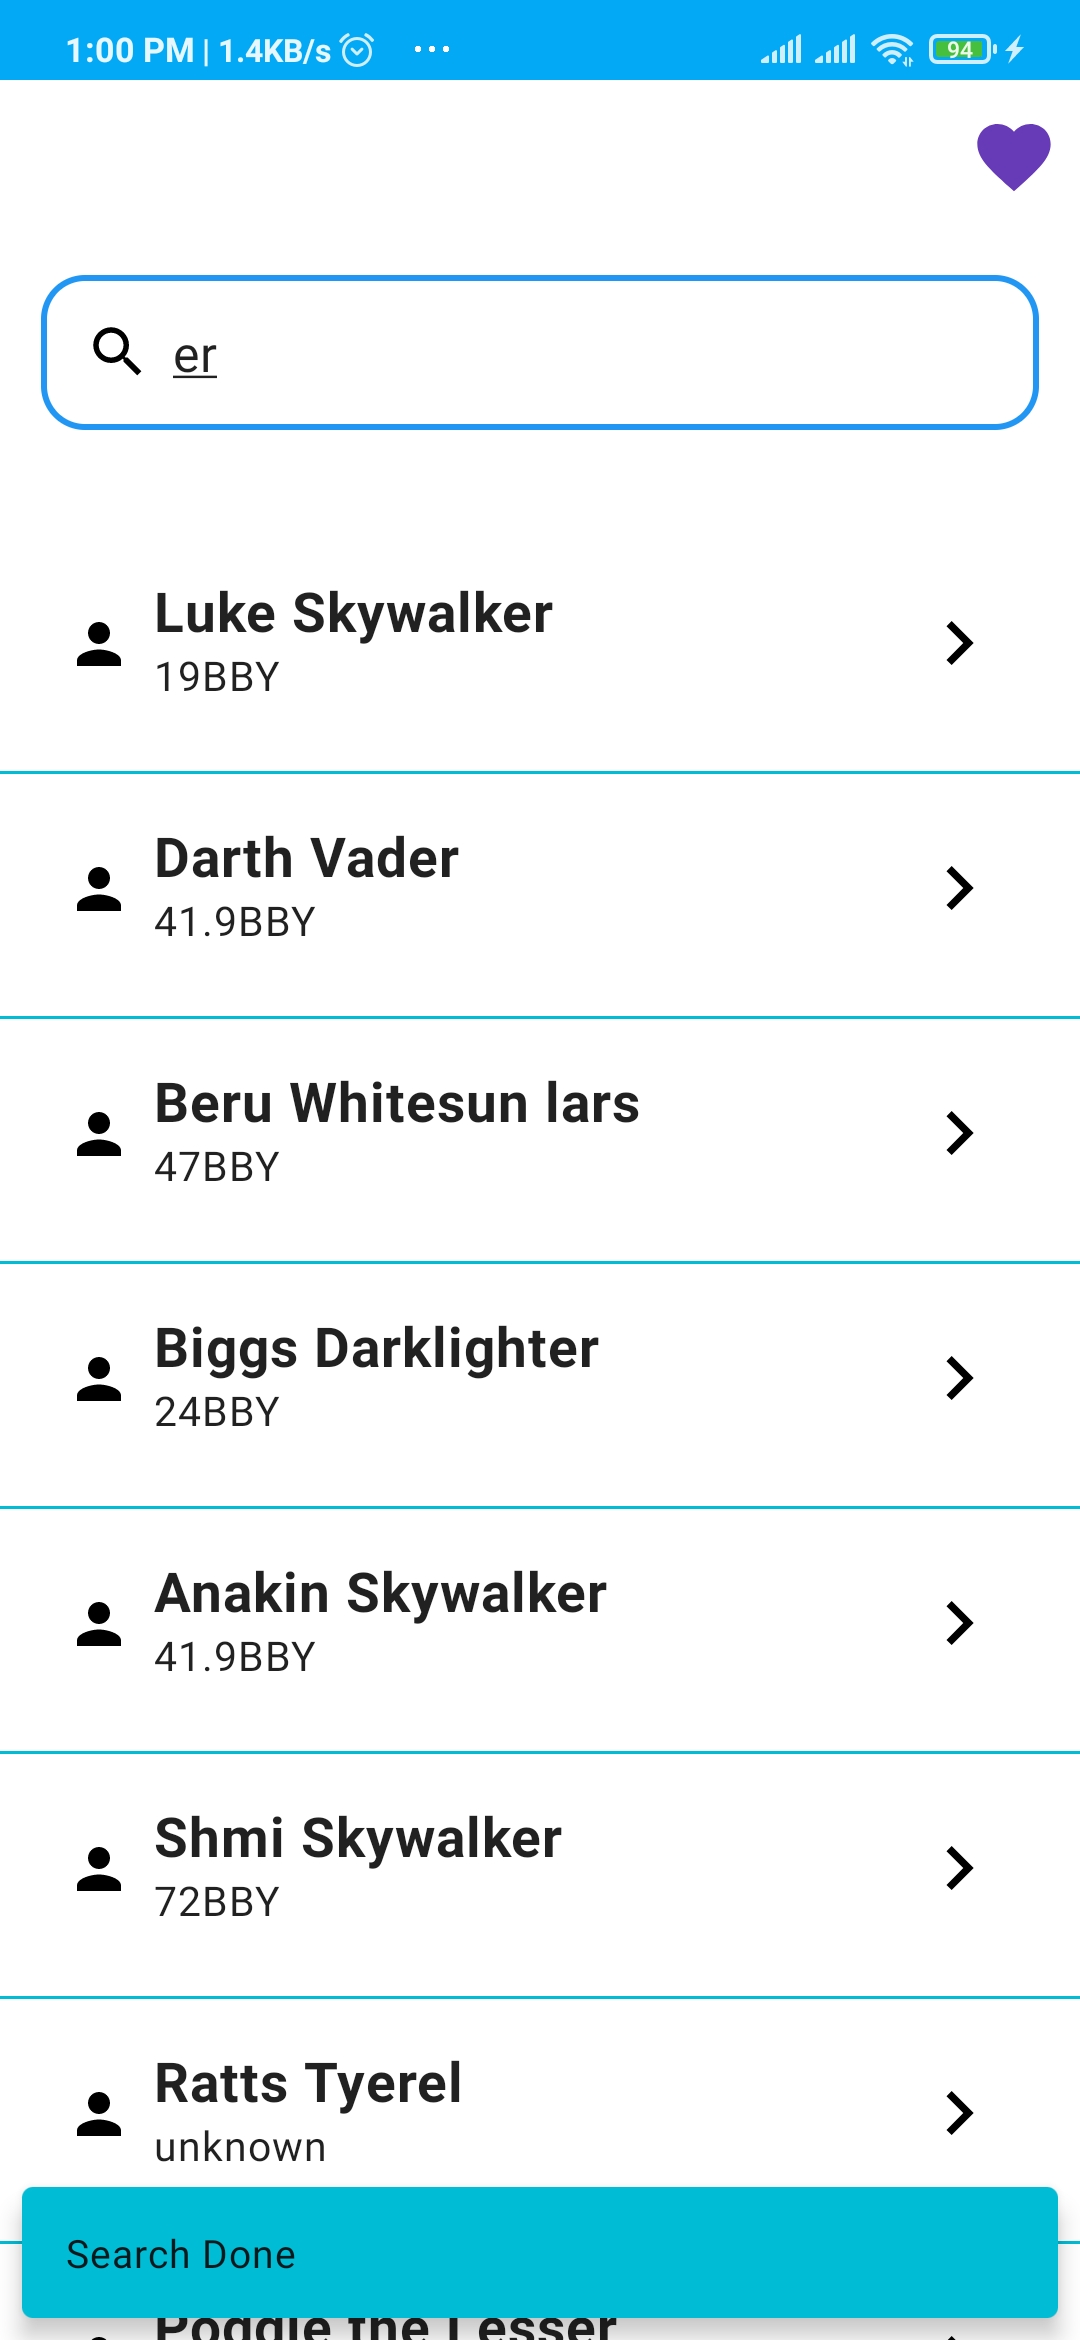 1:00 PM | 1.4KB/s ... 94
er
Luke Skywalker
19BBY
Darth Vader
41.9BBY
Beru Whitesun lars
47BBY
Biggs Darklighter
24BBY
Anakin Skywalker
41.9BBY
Shmi Skywalker
72BBY
Ratts Tyerel
unknown
Search Done
Poggle the Lesser